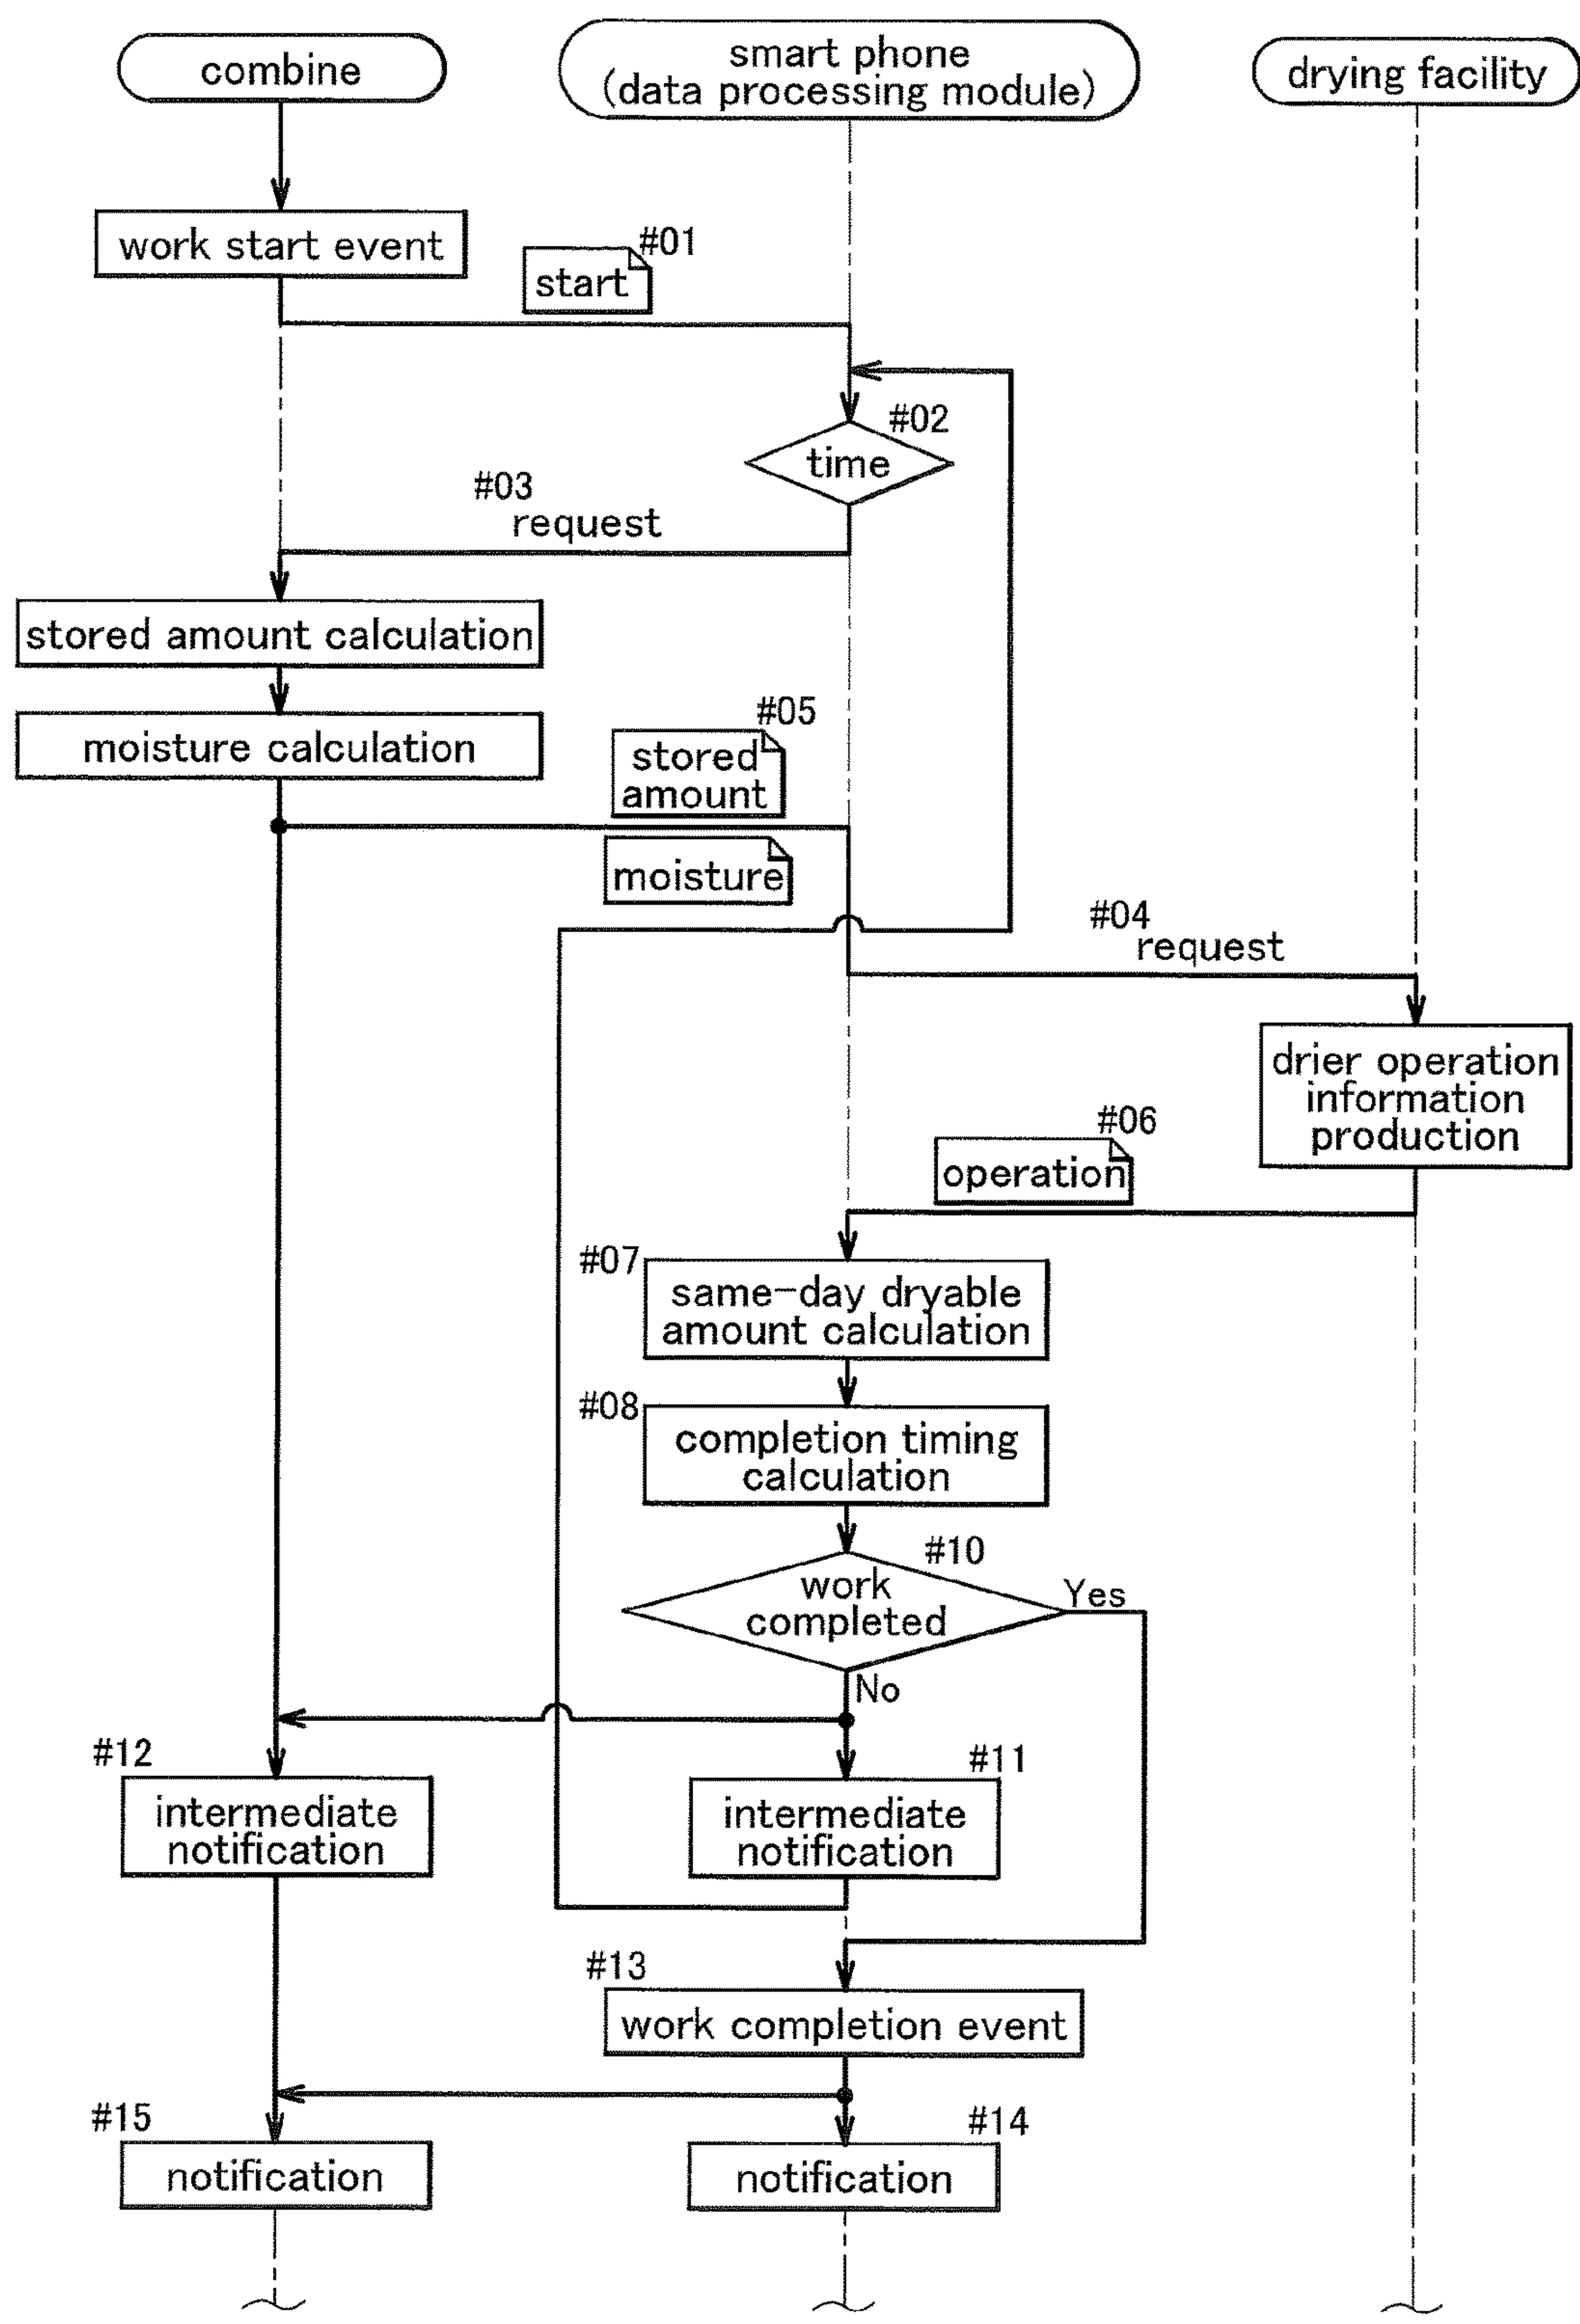 combine
smart phone
(data processing module)
drying facility
work start event
#01
start
#02
time
#03
request
stored amount calculation
moisture calculation
#05
stored
amount
moisture
#04
request
drier operation
information
production
#06
operation
#07
same-day dryable
amount calculation
#08
completion timing
calculation
#10
work
completed
Yes
No
#12
intermediate
notification
#11
intermediate
notification
#13
work completion event
#15
notification
#14
notification